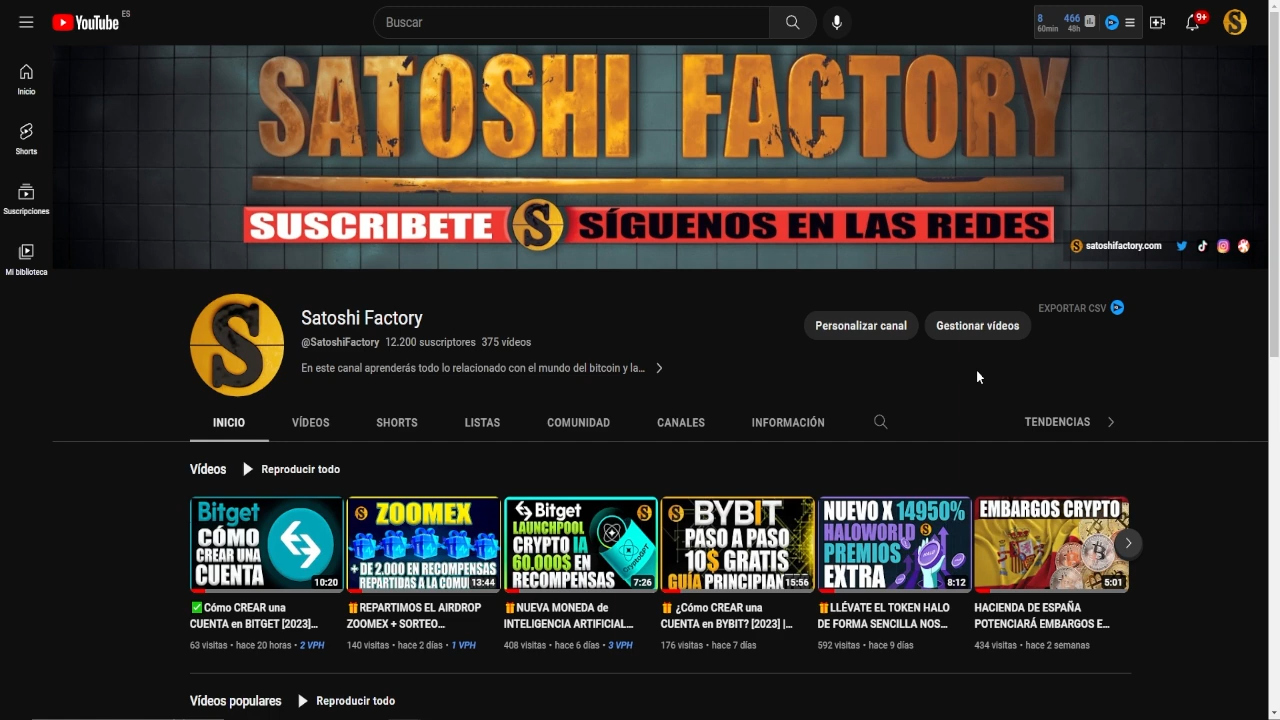 YouTube ES
Buscar
8 466
60min 48h
9+
Inicio
Shorts
Suscripciones
Mi biblioteca
SATOSHI FACTORY
SUSCRIBETE S SÍGUENOS EN LAS REDES
satoshifactory.com
Satoshi Factory
@SatoshiFactory 12.200 suscriptores 375 vídeos
En este canal aprenderás todo lo relacionado con el mundo del bitcoin y la...
Personalizar canal
Gestionar vídeos
EXPORTAR CSV
INICIO VÍDEOS SHORTS LISTAS COMUNIDAD CANALES INFORMACIÓN TENDENCIAS
Vídeos Reproducir todo
Bitget
CÓMO
CREAR UNA
CUENTA
10:20
ZOOMEX
+ DE 2.000 EN RECOMPENSAS
REPARTIDAS A LA COMU
13:44
Bitget
LAUNCHPOOL
CRYPTO IA
60.000$ EN
RECOMPENSAS
CryptoGPT
7:26
BYBIT
PASO A PASO
10$ GRATIS
GUÍA PRINCIPIAN
15:56
NUEVO X 14950%
HALOWORLD
PREMIOS
EXTRA
HALO
8:12
EMBARGOS CRYPTO
5:01
✅Cómo CREAR una
CUENTA en BITGET [2023]...
63 visitas • hace 20 horas • 2 VPH
🎁REPARTIMOS EL AIRDROP
ZOOMEX + SORTEO...
140 visitas • hace 2 días • 1 VPH
🎁NUEVA MONEDA de
INTELIGENCIA ARTIFICIAL...
408 visitas • hace 6 días • 3 VPH
🎁 ¿Cómo CREAR una
CUENTA en BYBIT? [2023] |...
176 visitas • hace 7 días
🎁LLÉVATE EL TOKEN HALO
DE FORMA SENCILLA NOS...
592 visitas • hace 9 días
HACIENDA DE ESPAÑA
POTENCIARÁ EMBARGOS E...
434 visitas • hace 2 semanas
Vídeos populares Reproducir todo